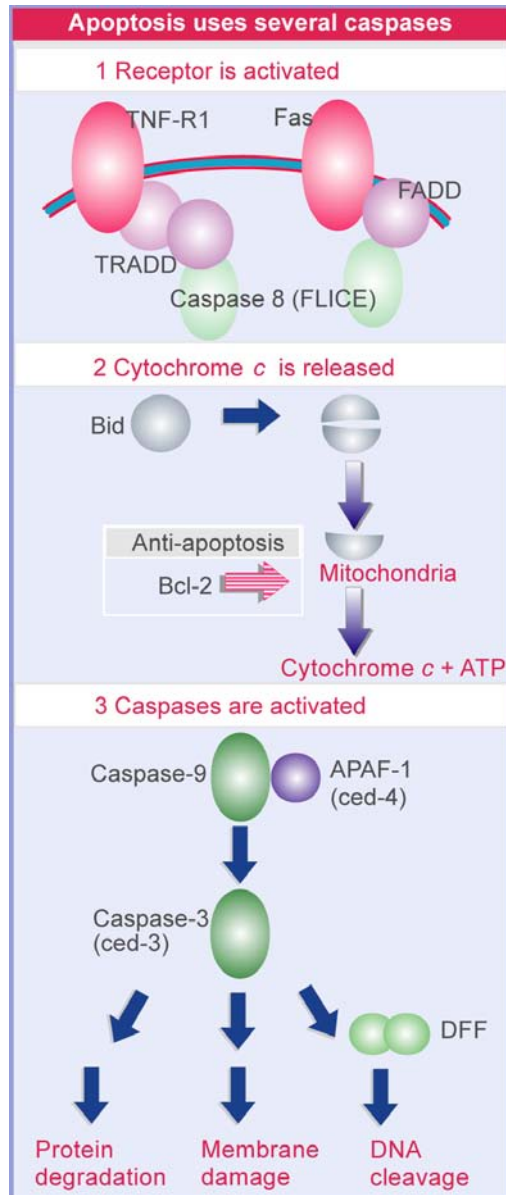 Apoptosis uses several caspases
1 Receptor is activated
TNF-R1
Fas
FADD
TRADD
Caspase 8 (FLICE)
2 Cytochrome c is released
Bid
Anti-apoptosis
Bcl-2
Mitochondria
Cytochrome c + ATP
3 Caspases are activated
Caspase-9
APAF-1
(ced-4)
Caspase-3
(ced-3)
DFF
Protein
degradation
Membrane
damage
DNA
cleavage